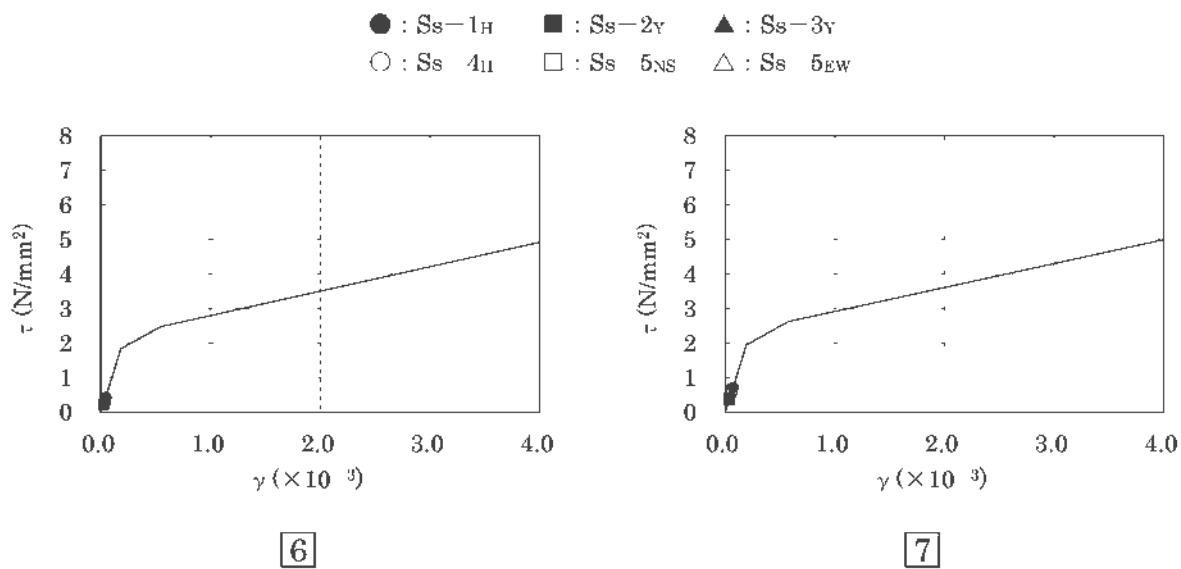 ● : Ss－1H ■ : Ss－2Y ▲ : Ss－3Y
○ : Ss 4H □ : Ss 5NS △ : Ss 5EW
8 8
7 7
6 6
5 5
4 4
3 3
2 2
1 1
0 0
τ (N/mm²) τ (N/mm²)
0.0 1.0 2.0 3.0 4.0 0.0 1.0 2.0 3.0 4.0
γ (×10 ³) γ (×10 ³)
6 7